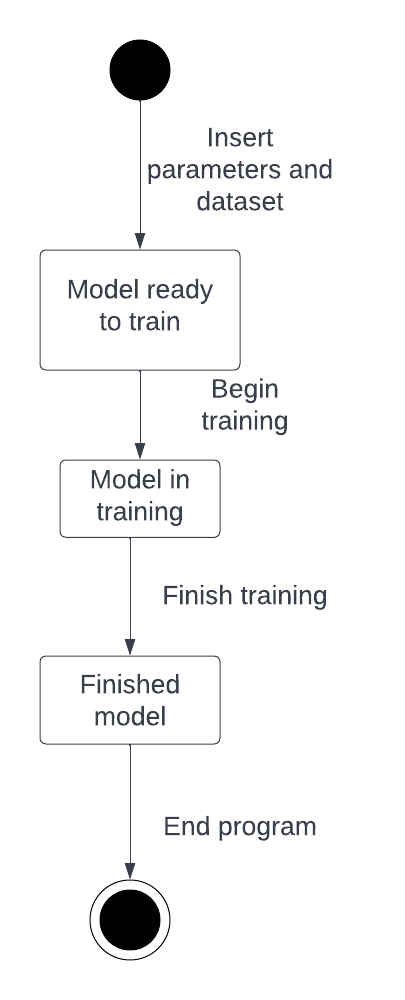 Insert
parameters and
dataset
Model ready
to train
Begin
training
Model in
training
Finish training
Finished
model
End program